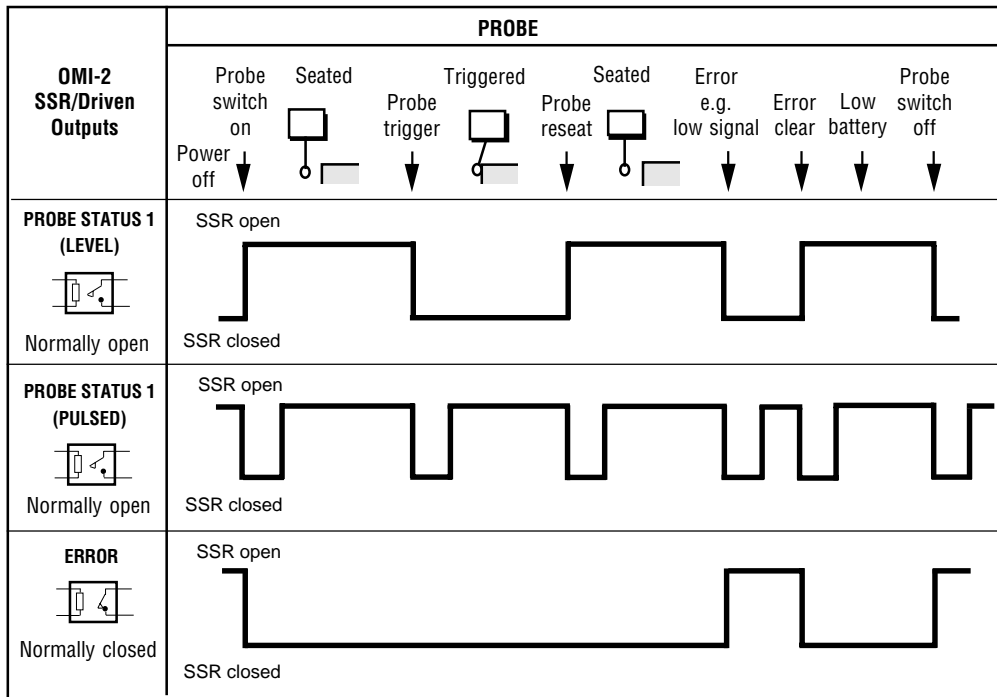 PROBE
OMI-2
SSR/Driven
Outputs
Power
off
Probe
switch
on
Seated
Probe
trigger
Triggered
Probe
reseat
Seated
Error
e.g.
low signal
Error
clear
Low
battery
Probe
switch
off
PROBE STATUS 1
(LEVEL)
Normally open
SSR open
SSR closed
PROBE STATUS 1
(PULSED)
Normally open
SSR open
SSR closed
ERROR
Normally closed
SSR open
SSR closed